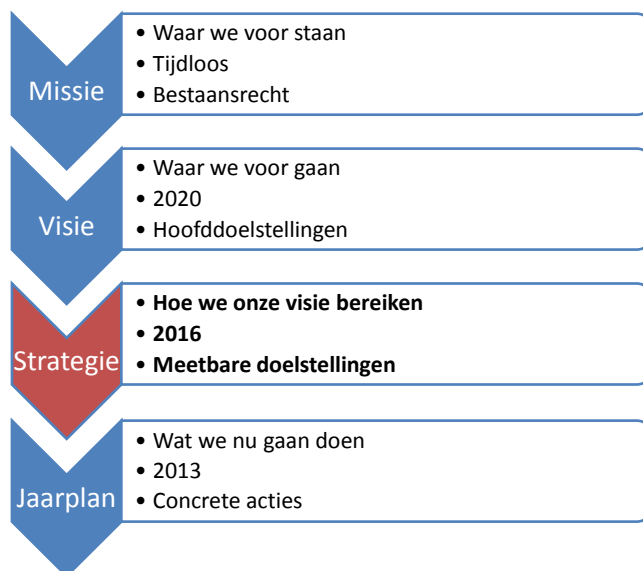 Missie
• Waar we voor staan
• Tijdloos
• Bestaansrecht
Visie
• Waar we voor gaan
• 2020
• Hoofddoelstellingen
Strategie
• Hoe we onze visie bereiken
• 2016
• Meetbare doelstellingen
Jaarplan
• Wat we nu gaan doen
• 2013
• Concrete acties